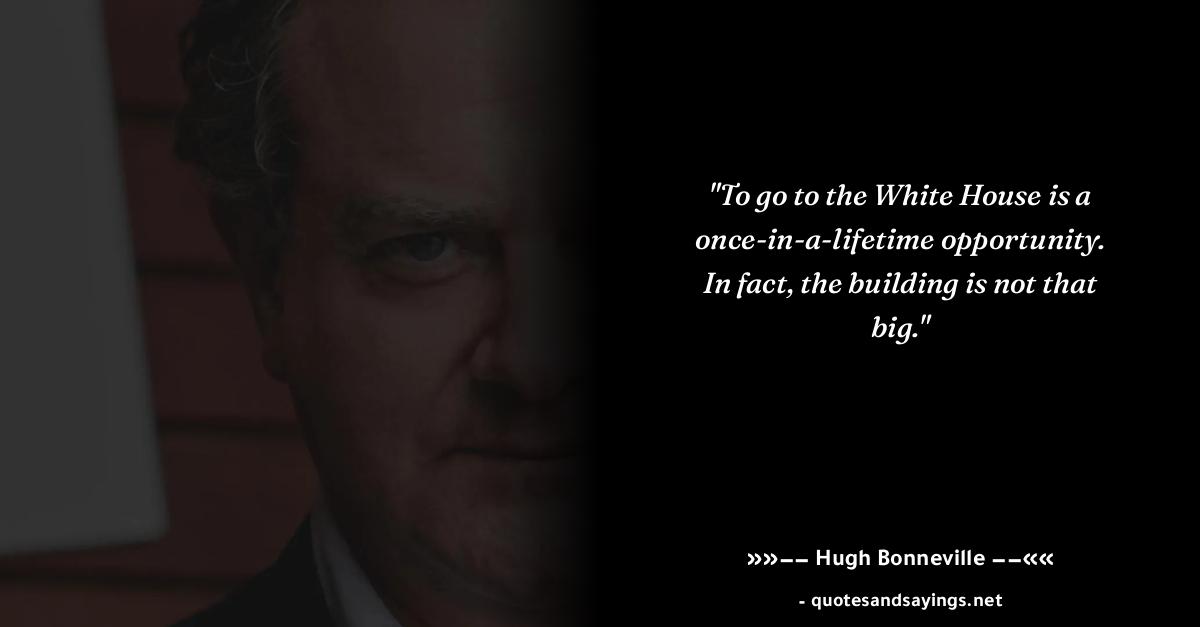 "To go to the White House is a
once-in-a-lifetime opportunity.
In fact, the building is not that
big."
»»−− Hugh Bonneville −−««
- quotesandsayings.net